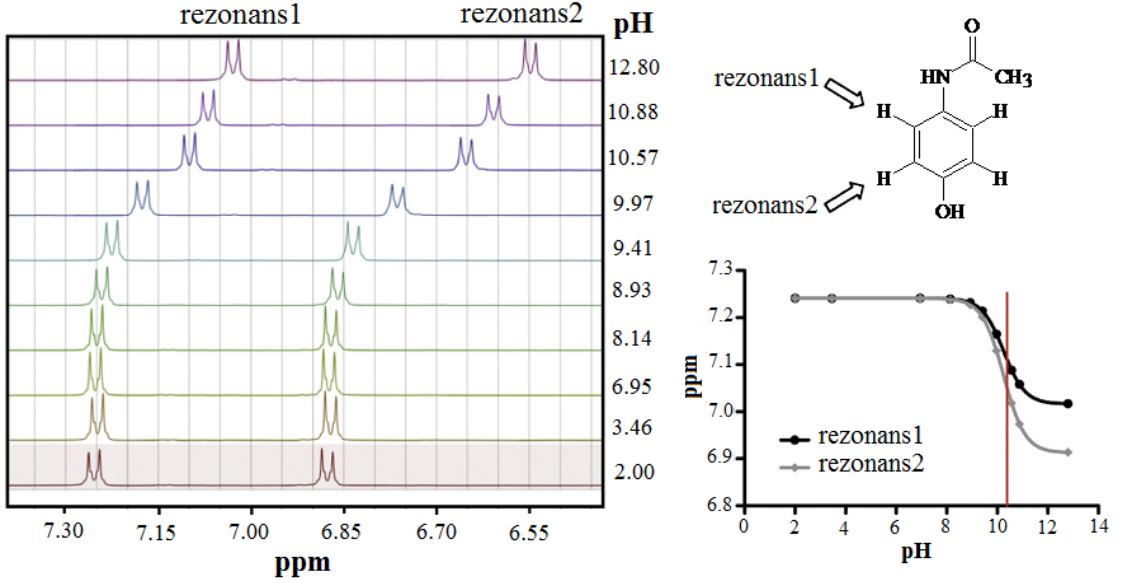 rezonans1
rezonans2
pH
12.80
10.88
10.57
9.97
9.41
8.93
8.14
6.95
3.46
2.00
7.30
7.15
7.00
6.85
6.70
6.55
ppm
O
HN
CH3
rezonans1
H
H
H
H
rezonans2
OH
7.3
7.2
7.1
7.0
6.9
6.8
ppm
rezonans1
rezonans2
0
2
4
6
8
10
12
14
pH